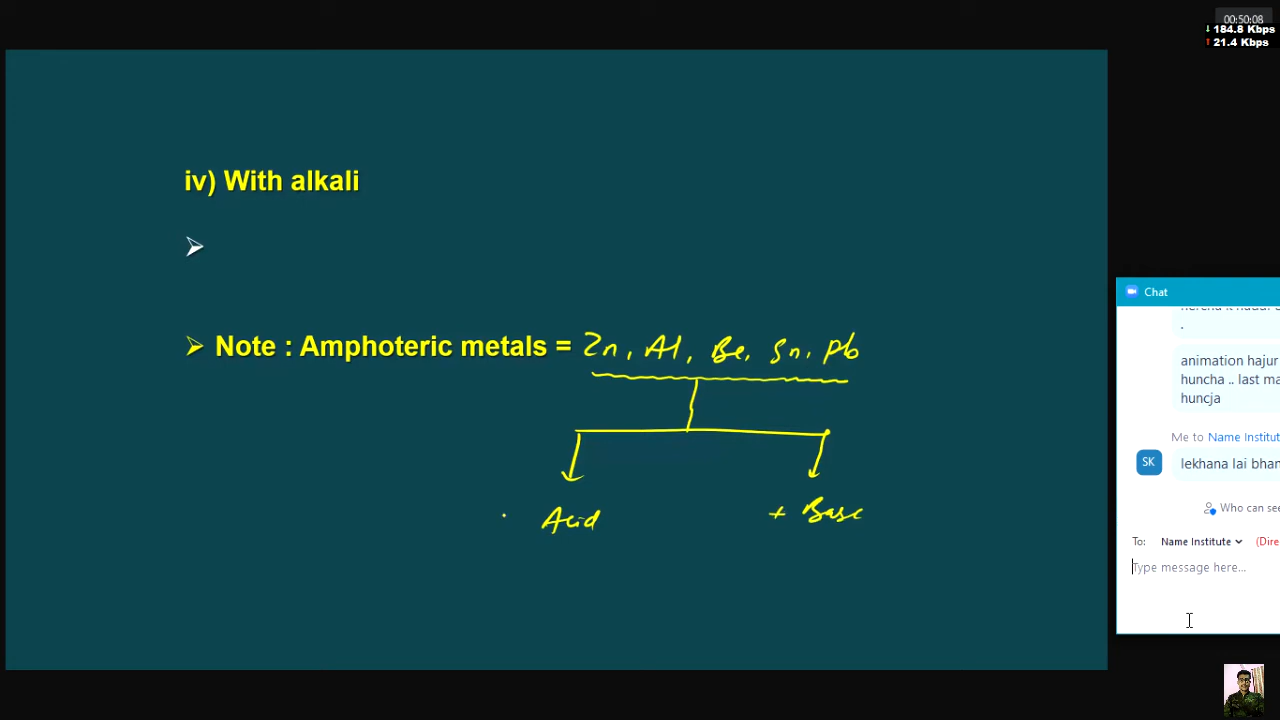 00:50:08
↓ 184.8 Kbps
↑ 21.4 Kbps
iv) With alkali
➤
➤ Note : Amphoteric metals = Zn, Al, Be, Sn, Pb
Acid + Base
Chat
.
animation hajur
huncha .. last ma
huncja
Me to Name Institu
SK
lekhana lai bhan
Who can see
To: Name Institute (Dire
Type message here...